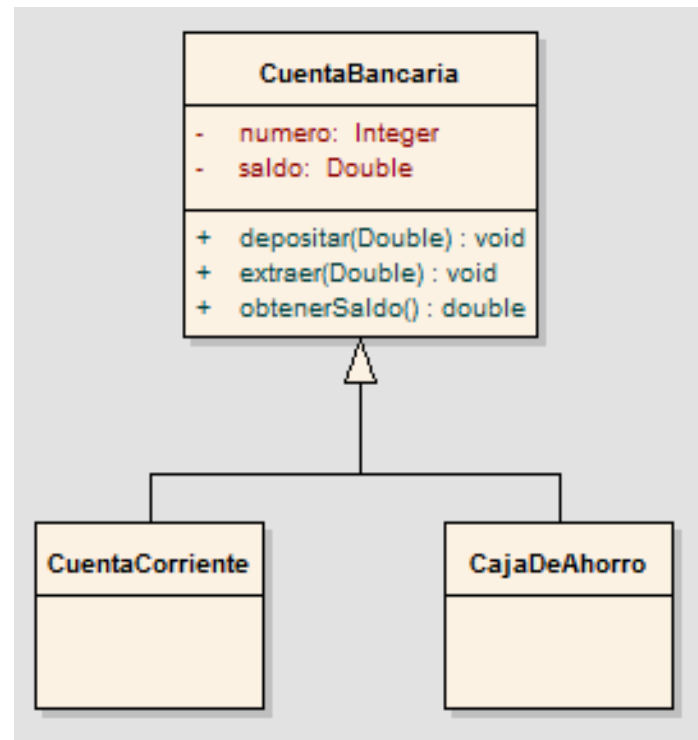 CuentaBancaria
- numero: Integer
- saldo: Double
+ depositar(Double) : void
+ extraer(Double) : void
+ obtenerSaldo() : double
CuentaCorriente
CajaDeAhorro